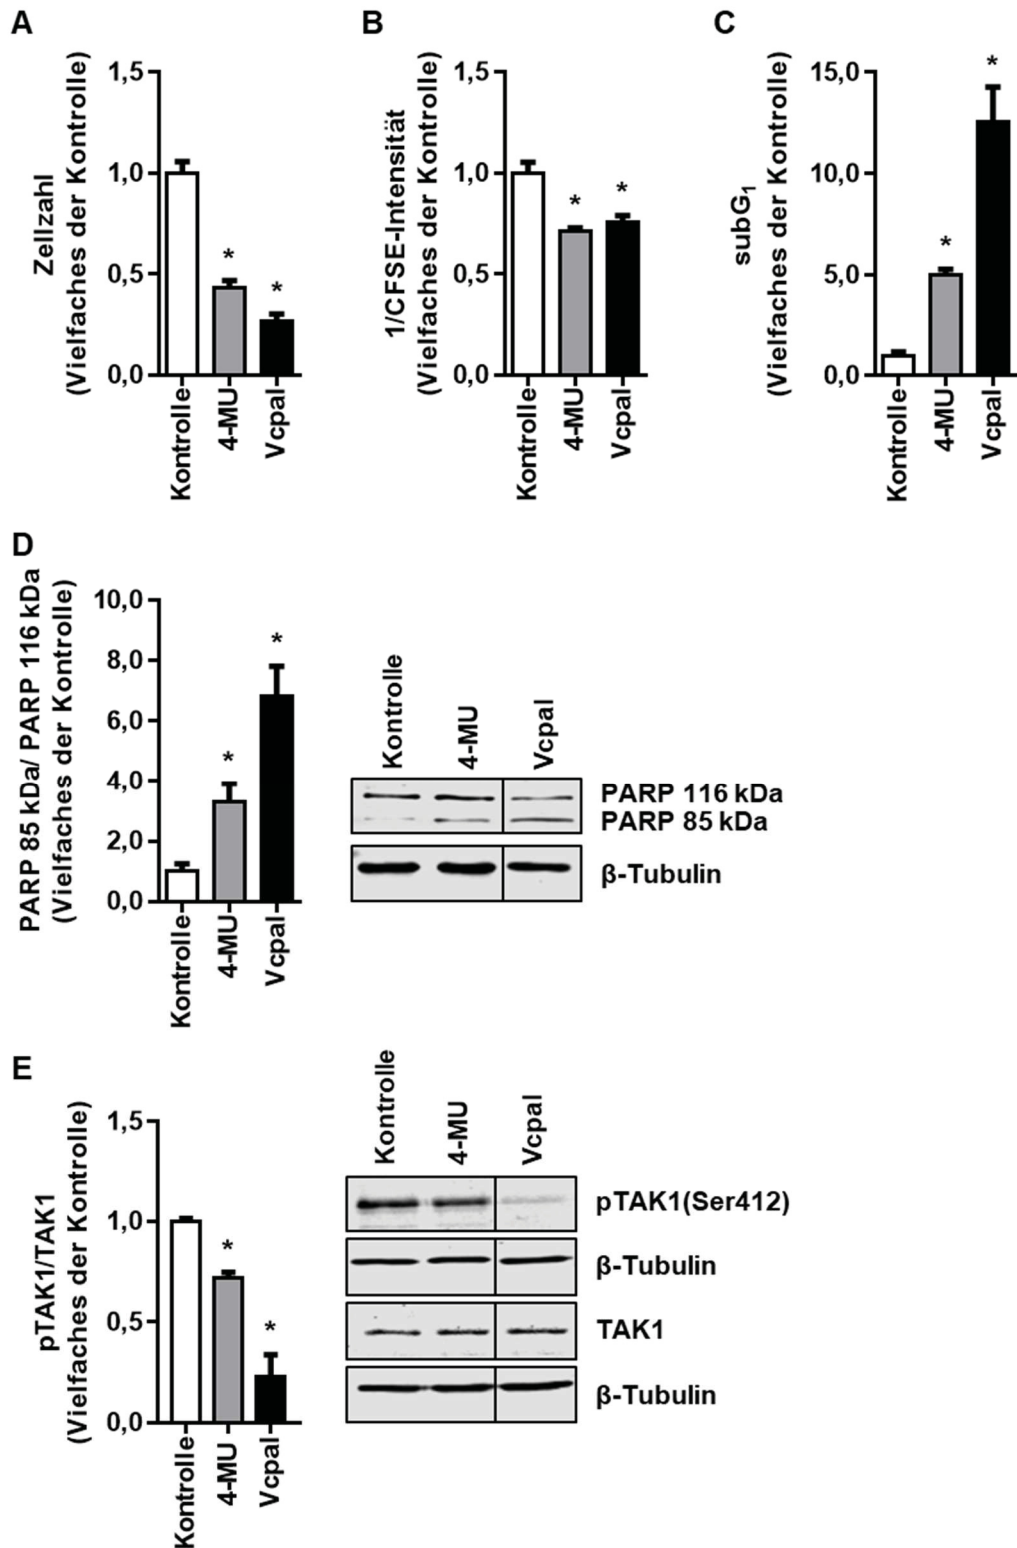 A
Zellzahl
(Vielfaches der Kontrolle)
1,5
1,0
0,5
0,0
*
*
Kontrolle
4-MU
Vcpal
B
1/CFSE-Intensität
(Vielfaches der Kontrolle)
1,5
1,0
0,5
0,0
*
*
Kontrolle
4-MU
Vcpal
C
subG₁
(Vielfaches der Kontrolle)
15,0
10,0
5,0
0,0
*
*
Kontrolle
4-MU
Vcpal
D
PARP 85 kDa/ PARP 116 kDa
(Vielfaches der Kontrolle)
10,0
8,0
6,0
4,0
2,0
0,0
*
*
Kontrolle
4-MU
Vcpal
Kontrolle
4-MU
Vcpal
PARP 116 kDa
PARP 85 kDa
β-Tubulin
E
pTAK1/TAK1
(Vielfaches der Kontrolle)
1,5
1,0
0,5
0,0
*
*
Kontrolle
4-MU
Vcpal
Kontrolle
4-MU
Vcpal
pTAK1(Ser412)
β-Tubulin
TAK1
β-Tubulin